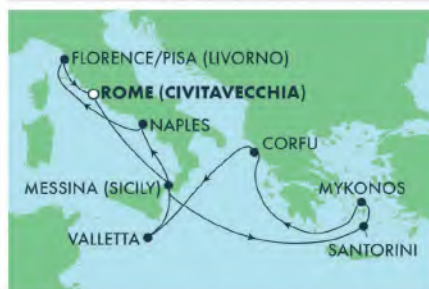 FLORENCE/PISA (LIVORNO)
ROME (CIVITAVECCHIA)
NAPLES
CORFU
MESSINA (SICILY)
MYKONOS
VALLETTA
SANTORINI